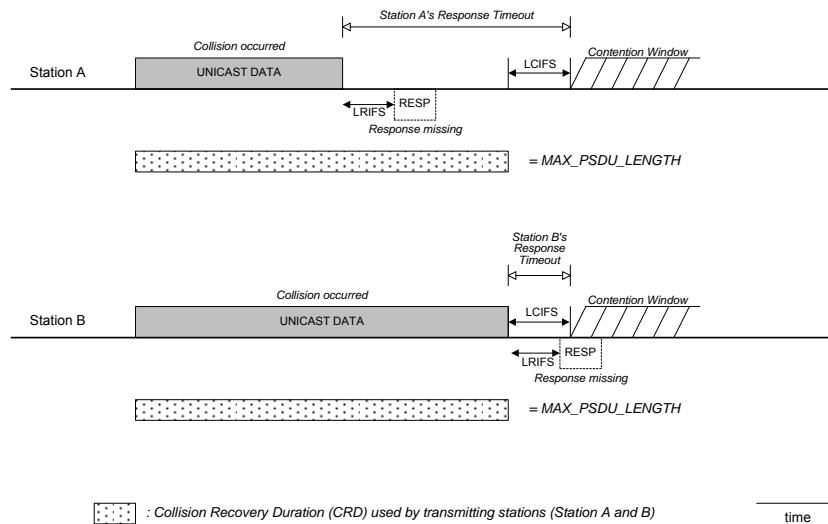 Station A's Response Timeout
Collision occurred
LCIFS
Contention Window
Station A
UNICAST DATA
LRIFS
RESP
Response missing
= MAX_PSDU_LENGTH
Station B's
Response
Timeout
Collision occurred
Contention Window
Station B
UNICAST DATA
LCIFS
LRIFS
RESP
Response missing
= MAX_PSDU_LENGTH
: Collision Recovery Duration (CRD) used by transmitting stations (Station A and B)
time